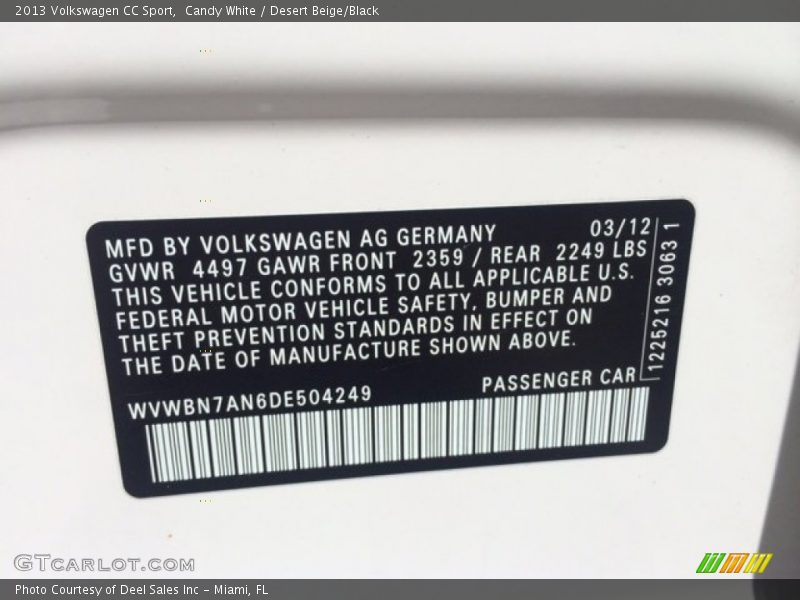 2013 Volkswagen CC Sport,  Candy White / Desert Beige/Black
MFD BY VOLKSWAGEN AG GERMANY 03/12
GVWR 4497 GAWR FRONT 2359 / REAR 2249 LBS
THIS VEHICLE CONFORMS TO ALL APPLICABLE U.S.
FEDERAL MOTOR VEHICLE SAFETY, BUMPER AND
THEFT PREVENTION STANDARDS IN EFFECT ON
THE DATE OF MANUFACTURE SHOWN ABOVE.
1225216 3063 1
WVWBN7AN6DE504249 PASSENGER CAR
GTCARLOT.COM
Photo Courtesy of Deel Sales Inc - Miami, FL